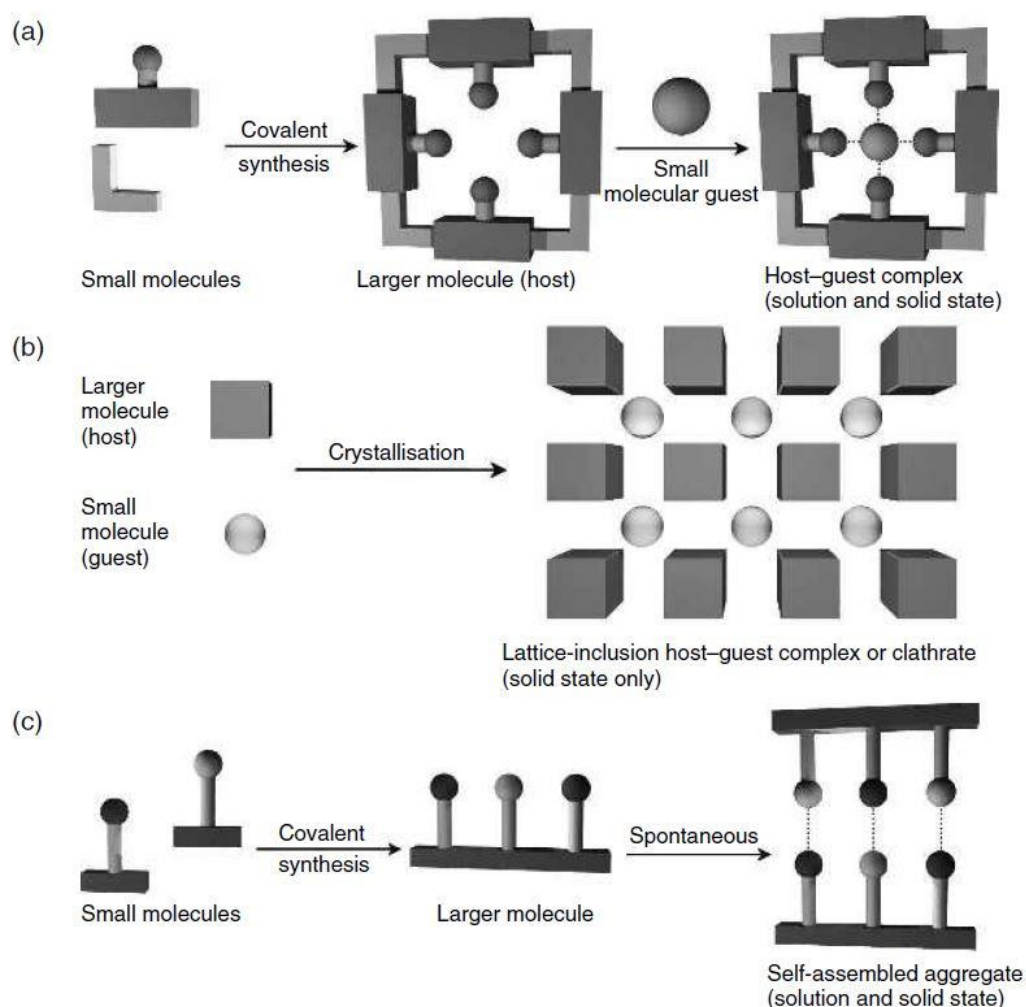 (a)
Covalent
synthesis
Small
molecular guest
Small molecules
Larger molecule (host)
Host–guest complex
(solution and solid state)
(b)
Larger
molecule
(host)
Crystallisation
Small
molecule
(guest)
Lattice-inclusion host–guest complex or clathrate
(solid state only)
(c)
Covalent
synthesis
Spontaneous
Small molecules
Larger molecule
Self-assembled aggregate
(solution and solid state)